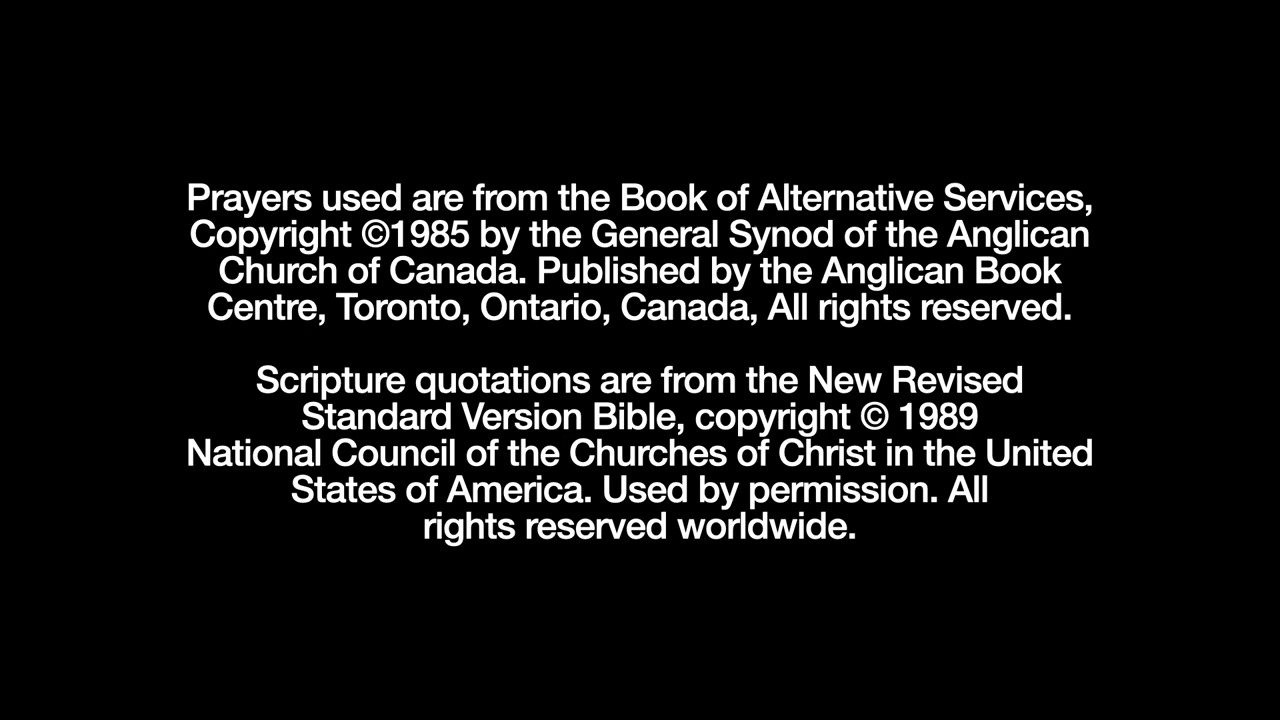 Prayers used are from the Book of Alternative Services,
Copyright ©1985 by the General Synod of the Anglican
Church of Canada. Published by the Anglican Book
Centre, Toronto, Ontario, Canada, All rights reserved.
Scripture quotations are from the New Revised
Standard Version Bible, copyright © 1989
National Council of the Churches of Christ in the United
States of America. Used by permission. All
rights reserved worldwide.